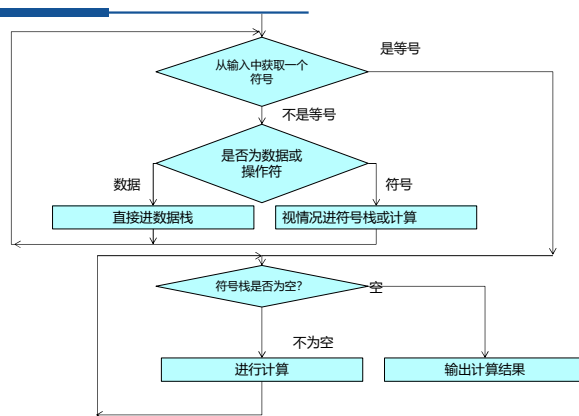 从输入中获取一个
符号
是等号
不是等号
是否为数据或
操作符
数据
符号
直接进数据栈
视情况进符号栈或计算
符号栈是否为空?
空
不为空
进行计算
输出计算结果